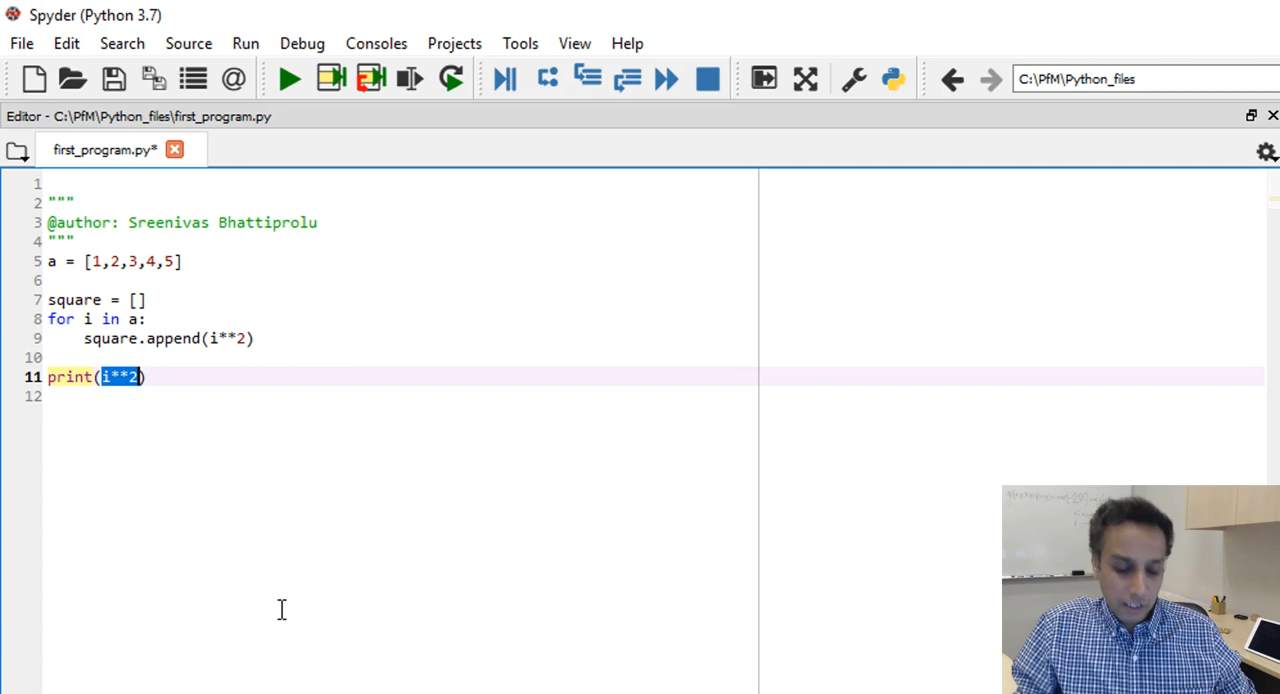 Spyder (Python 3.7)
File Edit Search Source Run Debug Consoles Projects Tools View Help
C:\PfM\Python_files
Editor - C:\PfM\Python_files\first_program.py
first_program.py*
1
2 """
3 @author: Sreenivas Bhattiprolu
4 """
5 a = [1,2,3,4,5]
6
7 square = []
8 for i in a:
9 square.append(i**2)
10
11 print(i**2)
12